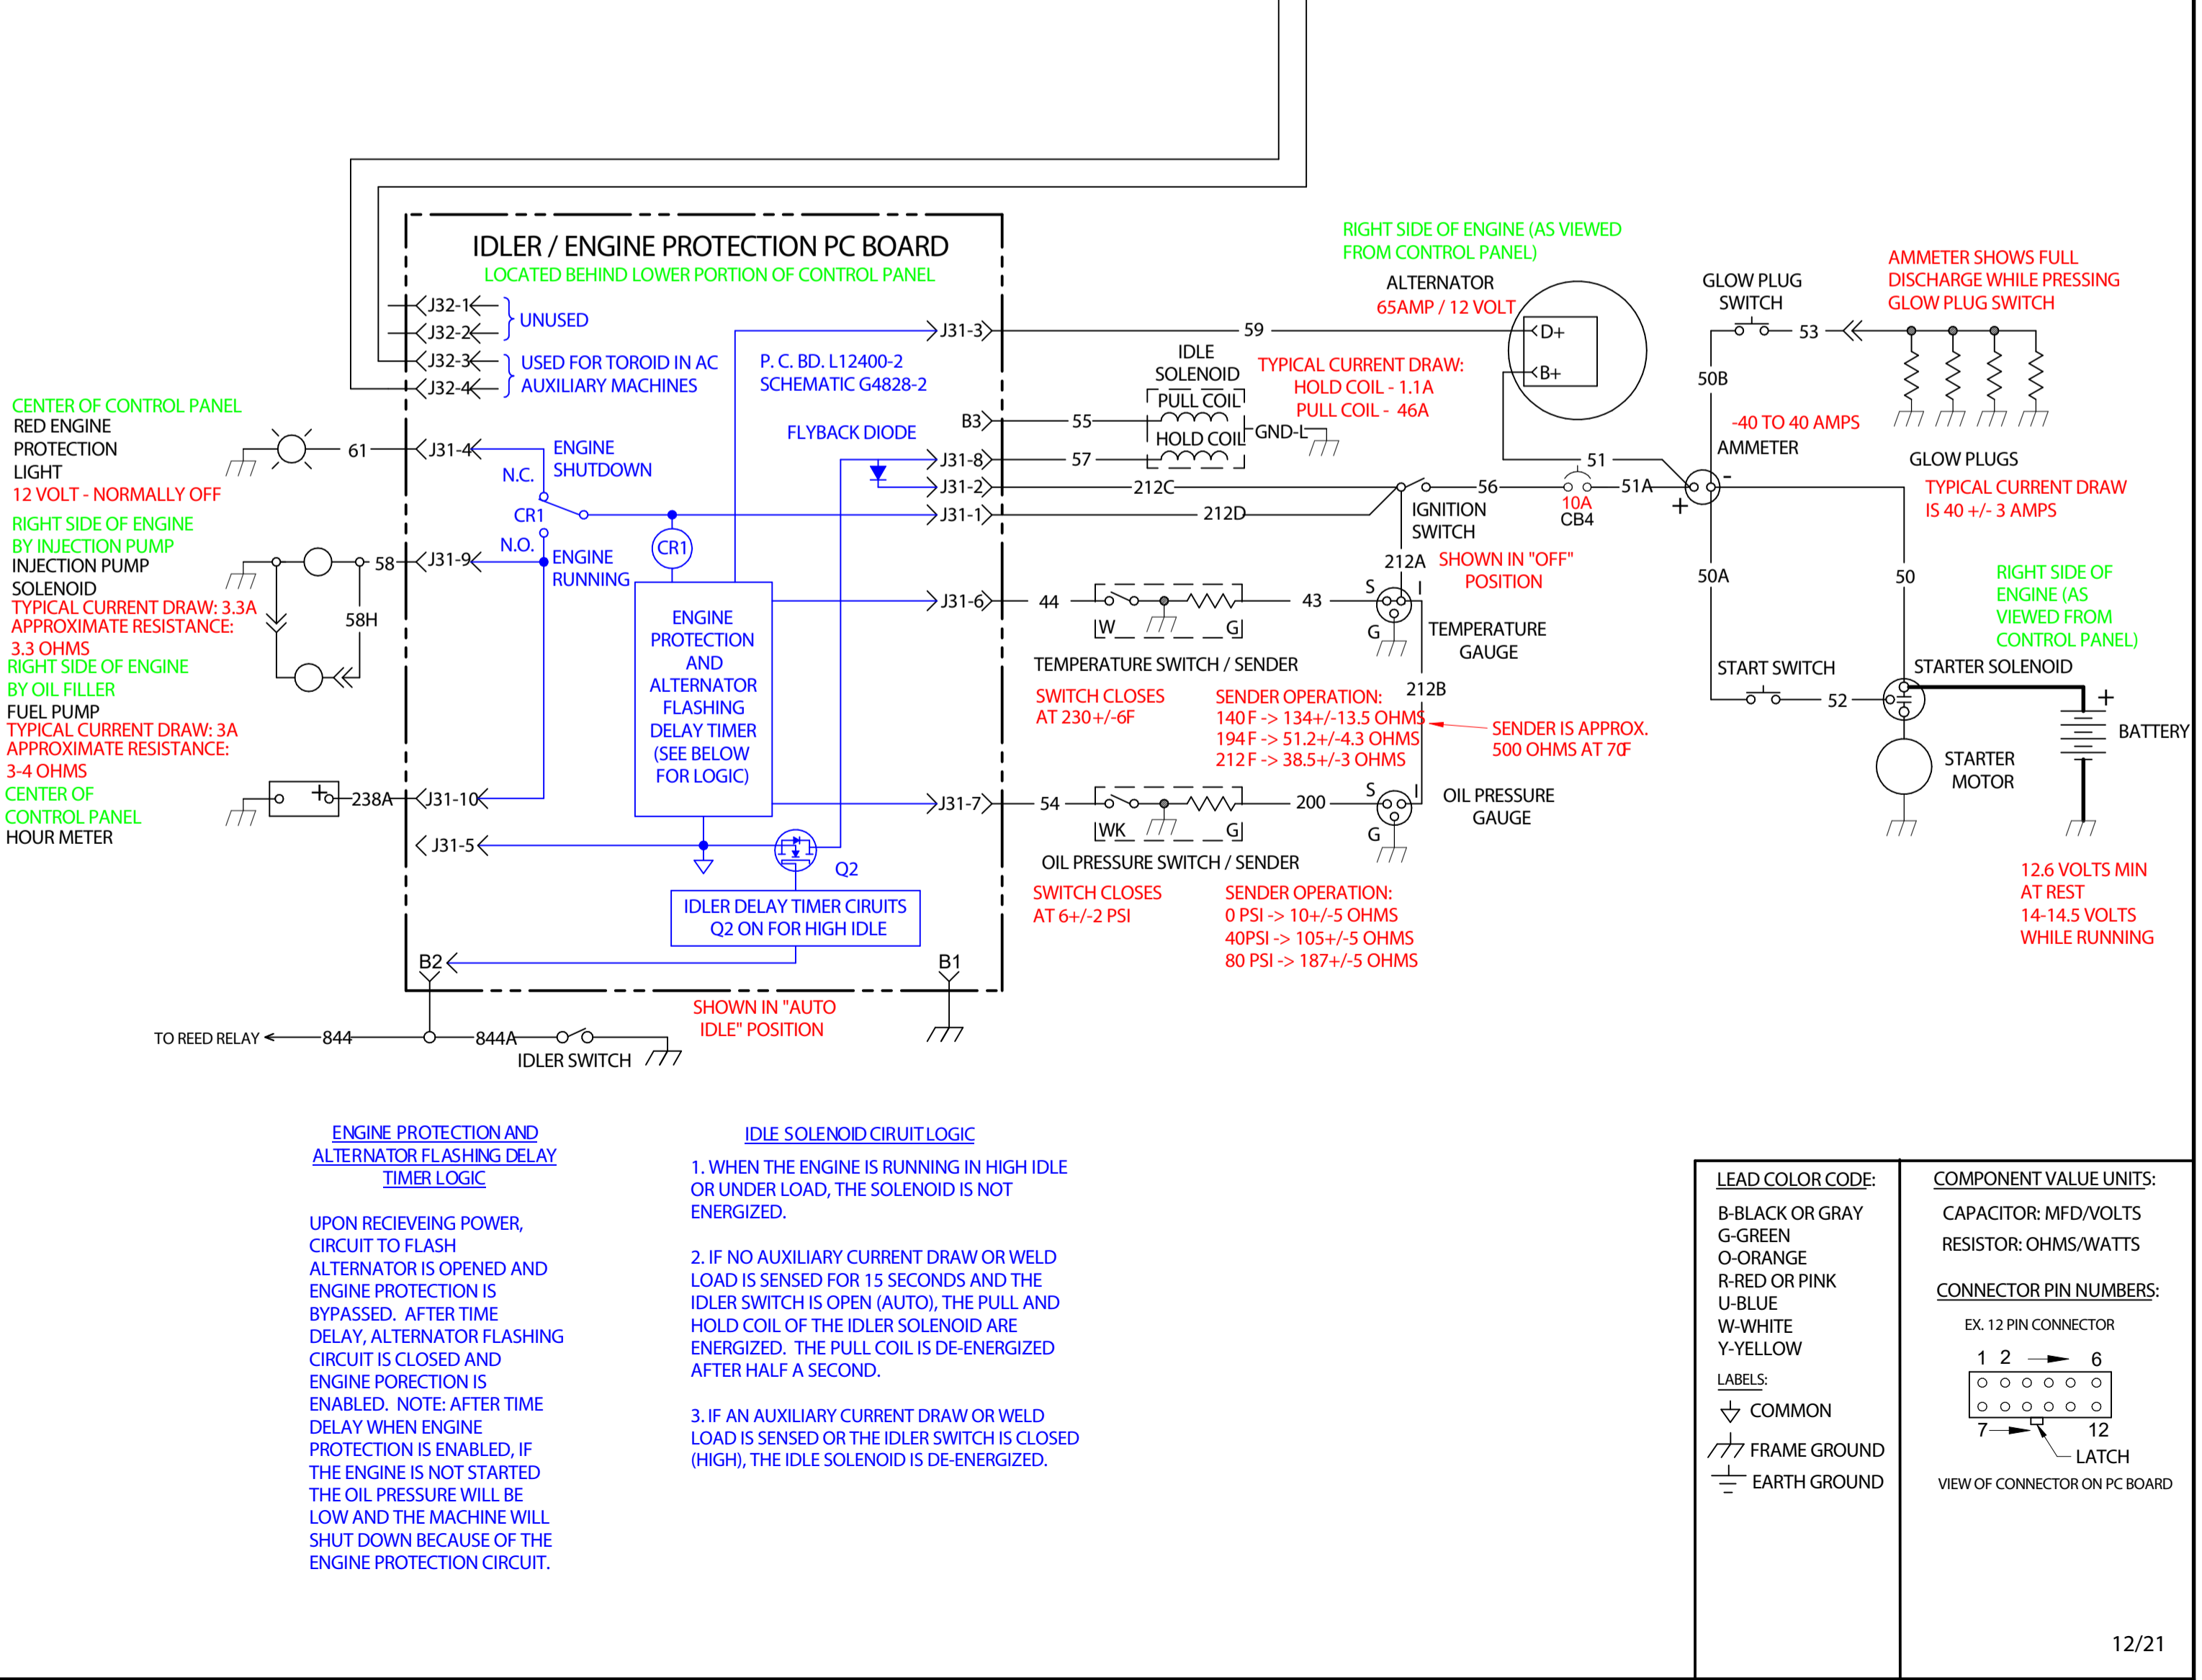 IDLER / ENGINE PROTECTION PC BOARD
LOCATED BEHIND LOWER PORTION OF CONTROL PANEL
J32-1
J32-2
UNUSED
J32-3
J32-4
USED FOR TOROID IN AC
AUXILIARY MACHINES
P. C. BD. L12400-2
SCHEMATIC G4828-2
CENTER OF CONTROL PANEL
RED ENGINE
PROTECTION
LIGHT
12 VOLT - NORMALLY OFF
61
J31-4
ENGINE
SHUTDOWN
N.C.
CR1
N.O.
ENGINE
RUNNING
CR1
FLYBACK DIODE
RIGHT SIDE OF ENGINE
BY INJECTION PUMP
INJECTION PUMP
SOLENOID
TYPICAL CURRENT DRAW: 3.3A
APPROXIMATE RESISTANCE:
3.3 OHMS
58
J31-9
58H
RIGHT SIDE OF ENGINE
BY OIL FILLER
FUEL PUMP
TYPICAL CURRENT DRAW: 3A
APPROXIMATE RESISTANCE:
3-4 OHMS
CENTER OF
CONTROL PANEL
HOUR METER
+
238A
J31-10
J31-5
ENGINE
PROTECTION
AND
ALTERNATOR
FLASHING
DELAY TIMER
(SEE BELOW
FOR LOGIC)
Q2
IDLER DELAY TIMER CIRUITS
Q2 ON FOR HIGH IDLE
B2
B1
SHOWN IN "AUTO
IDLE" POSITION
TO REED RELAY
844
844A
IDLER SWITCH
J31-3
B3
J31-8
J31-2
J31-1
J31-6
J31-7
59
55
57
212C
212D
IDLE
SOLENOID
PULL COIL
HOLD COIL
GND-L
TYPICAL CURRENT DRAW:
HOLD COIL - 1.1A
PULL COIL - 46A
RIGHT SIDE OF ENGINE (AS VIEWED
FROM CONTROL PANEL)
ALTERNATOR
65AMP / 12 VOLT
D+
B+
51
56
10A
CB4
51A
IGNITION
SWITCH
SHOWN IN "OFF"
POSITION
212A
44
W
G
43
S
I
G
TEMPERATURE
GAUGE
TEMPERATURE SWITCH / SENDER
SWITCH CLOSES
AT 230+/-6F
SENDER OPERATION:
140 F -> 134+/-13.5 OHMS
194 F -> 51.2+/-4.3 OHMS
212 F -> 38.5+/-3 OHMS
212B
SENDER IS APPROX.
500 OHMS AT 70F
54
WK
G
200
S
I
G
OIL PRESSURE
GAUGE
OIL PRESSURE SWITCH / SENDER
SWITCH CLOSES
AT 6+/-2 PSI
SENDER OPERATION:
0 PSI -> 10+/-5 OHMS
40PSI -> 105+/-5 OHMS
80 PSI -> 187+/-5 OHMS
GLOW PLUG
SWITCH
53
50B
AMMETER SHOWS FULL
DISCHARGE WHILE PRESSING
GLOW PLUG SWITCH
-40 TO 40 AMPS
AMMETER
-
+
GLOW PLUGS
TYPICAL CURRENT DRAW
IS 40 +/- 3 AMPS
50A
50
RIGHT SIDE OF
ENGINE (AS
VIEWED FROM
CONTROL PANEL)
START SWITCH
52
STARTER SOLENOID
+
BATTERY
STARTER
MOTOR
12.6 VOLTS MIN
AT REST
14-14.5 VOLTS
WHILE RUNNING
ENGINE PROTECTION AND
ALTERNATOR FLASHING DELAY
TIMER LOGIC
UPON RECIEVEING POWER,
CIRCUIT TO FLASH
ALTERNATOR IS OPENED AND
ENGINE PROTECTION IS
BYPASSED. AFTER TIME
DELAY, ALTERNATOR FLASHING
CIRCUIT IS CLOSED AND
ENGINE PORECTION IS
ENABLED. NOTE: AFTER TIME
DELAY WHEN ENGINE
PROTECTION IS ENABLED, IF
THE ENGINE IS NOT STARTED
THE OIL PRESSURE WILL BE
LOW AND THE MACHINE WILL
SHUT DOWN BECAUSE OF THE
ENGINE PROTECTION CIRCUIT.
IDLE SOLENOID CIRUIT LOGIC
1. WHEN THE ENGINE IS RUNNING IN HIGH IDLE
OR UNDER LOAD, THE SOLENOID IS NOT
ENERGIZED.
2. IF NO AUXILIARY CURRENT DRAW OR WELD
LOAD IS SENSED FOR 15 SECONDS AND THE
IDLER SWITCH IS OPEN (AUTO), THE PULL AND
HOLD COIL OF THE IDLER SOLENOID ARE
ENERGIZED. THE PULL COIL IS DE-ENERGIZED
AFTER HALF A SECOND.
3. IF AN AUXILIARY CURRENT DRAW OR WELD
LOAD IS SENSED OR THE IDLER SWITCH IS CLOSED
(HIGH), THE IDLE SOLENOID IS DE-ENERGIZED.
LEAD COLOR CODE:
B-BLACK OR GRAY
G-GREEN
O-ORANGE
R-RED OR PINK
U-BLUE
W-WHITE
Y-YELLOW
LABELS:
COMMON
FRAME GROUND
EARTH GROUND
COMPONENT VALUE UNITS:
CAPACITOR: MFD/VOLTS
RESISTOR: OHMS/WATTS
CONNECTOR PIN NUMBERS:
EX. 12 PIN CONNECTOR
1 2 6
7 12
LATCH
VIEW OF CONNECTOR ON PC BOARD
12/21